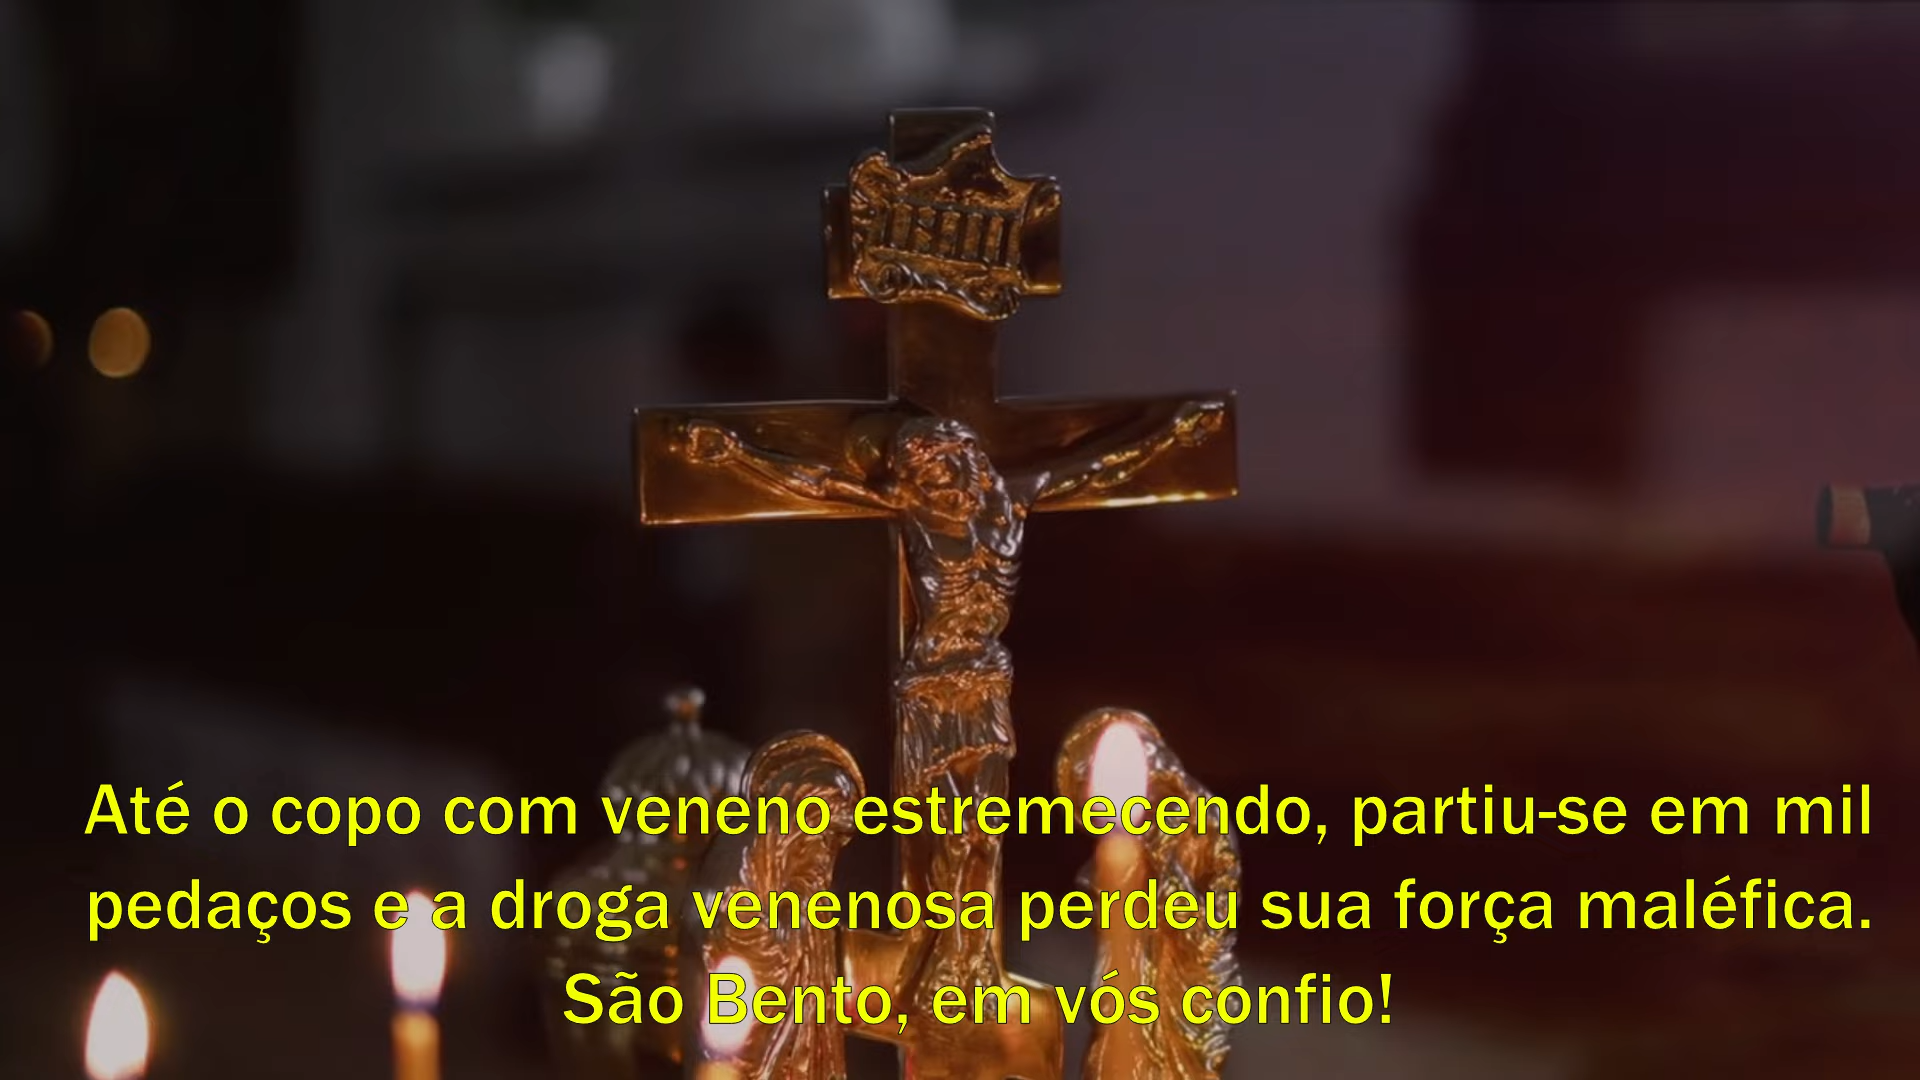 Até o copo com veneno estremecendo, partiu-se em mil
pedaços e a droga venenosa perdeu sua força maléfica.
São Bento, em vós confio!